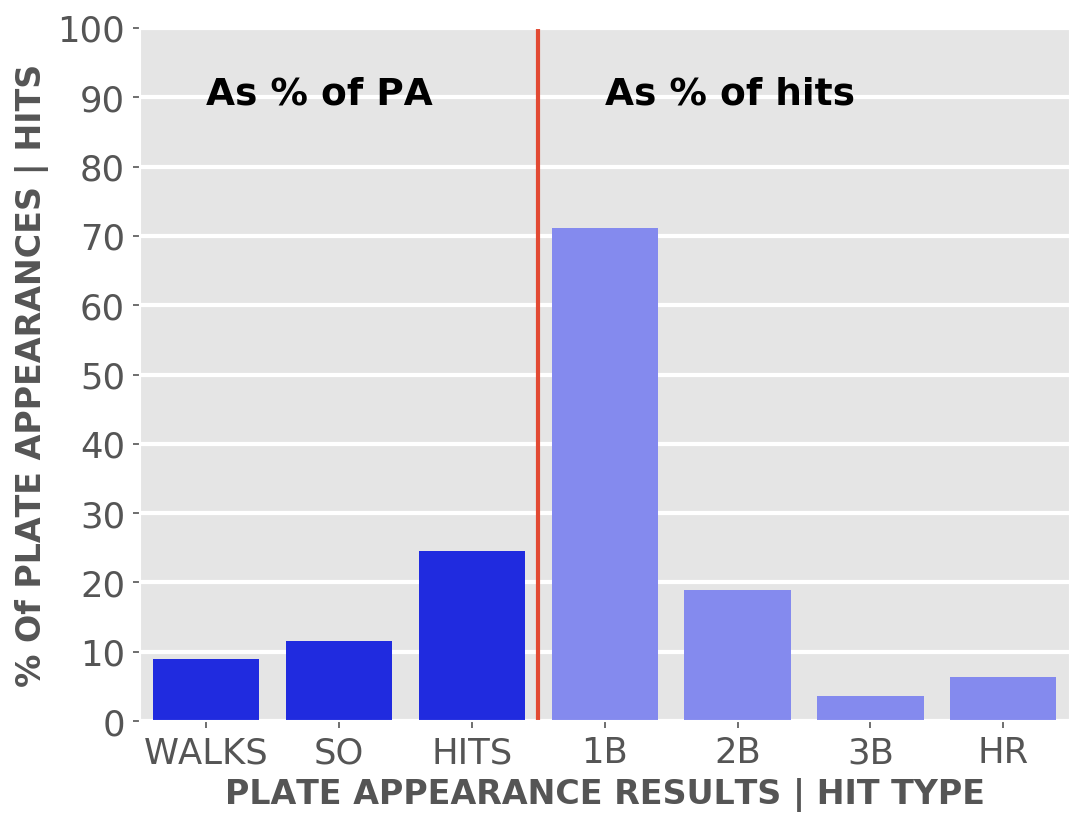 % Of PLATE APPEARANCES | HITS
100
90
80
70
60
50
40
30
20
10
0
As % of PA
As % of hits
WALKS SO HITS 1B 2B 3B HR
PLATE APPEARANCE RESULTS | HIT TYPE